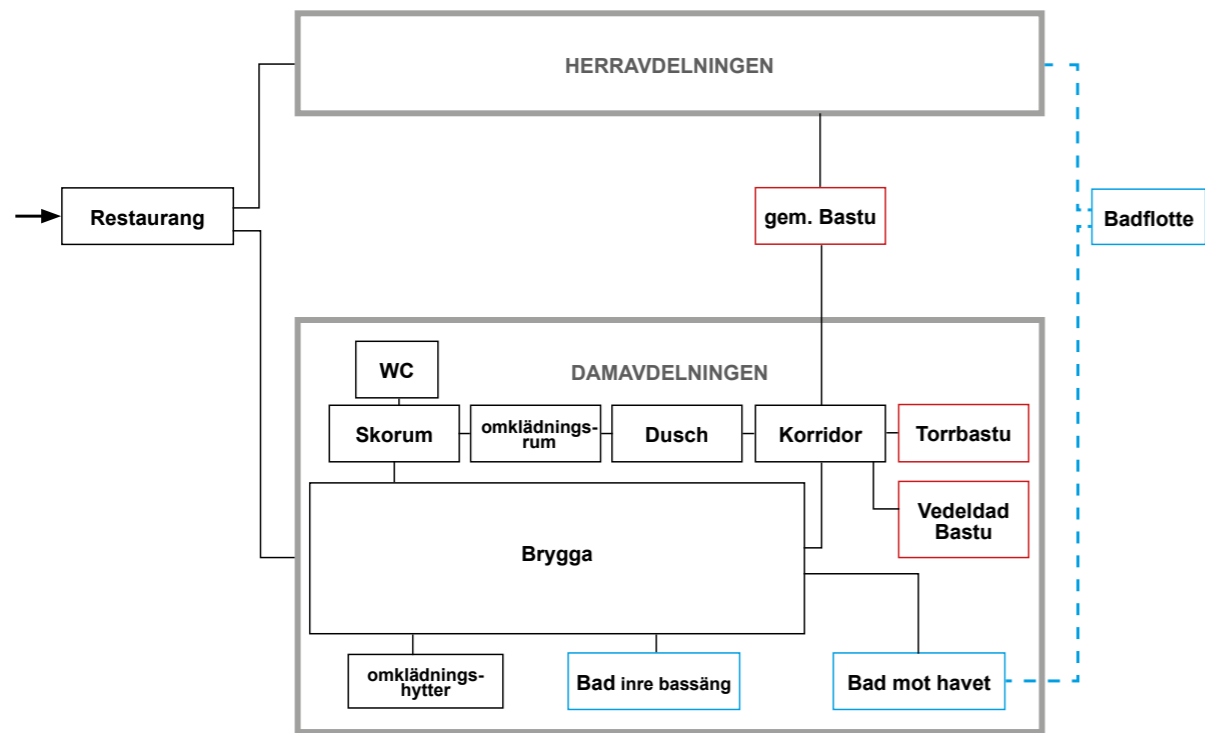 HERRAVDELNINGEN
Restaurang
gem. Bastu
Badflotte
WC
DAMAVDELNINGEN
Skorum
omklädnings-
rum
Dusch
Korridor
Torrbastu
Vedeldad
Bastu
Brygga
omklädnings-
hytter
Bad inre bassäng
Bad mot havet